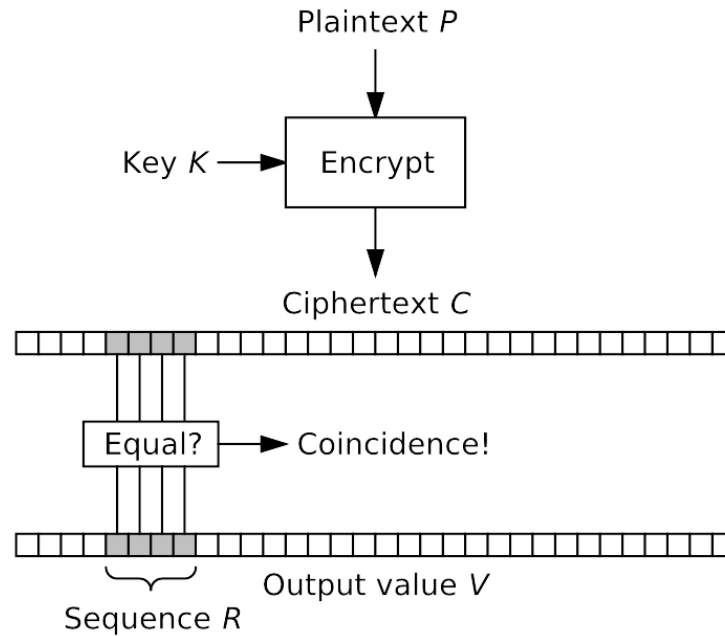 Plaintext P
Key K
Encrypt
Ciphertext C
Equal?
Coincidence!
Output value V
Sequence R